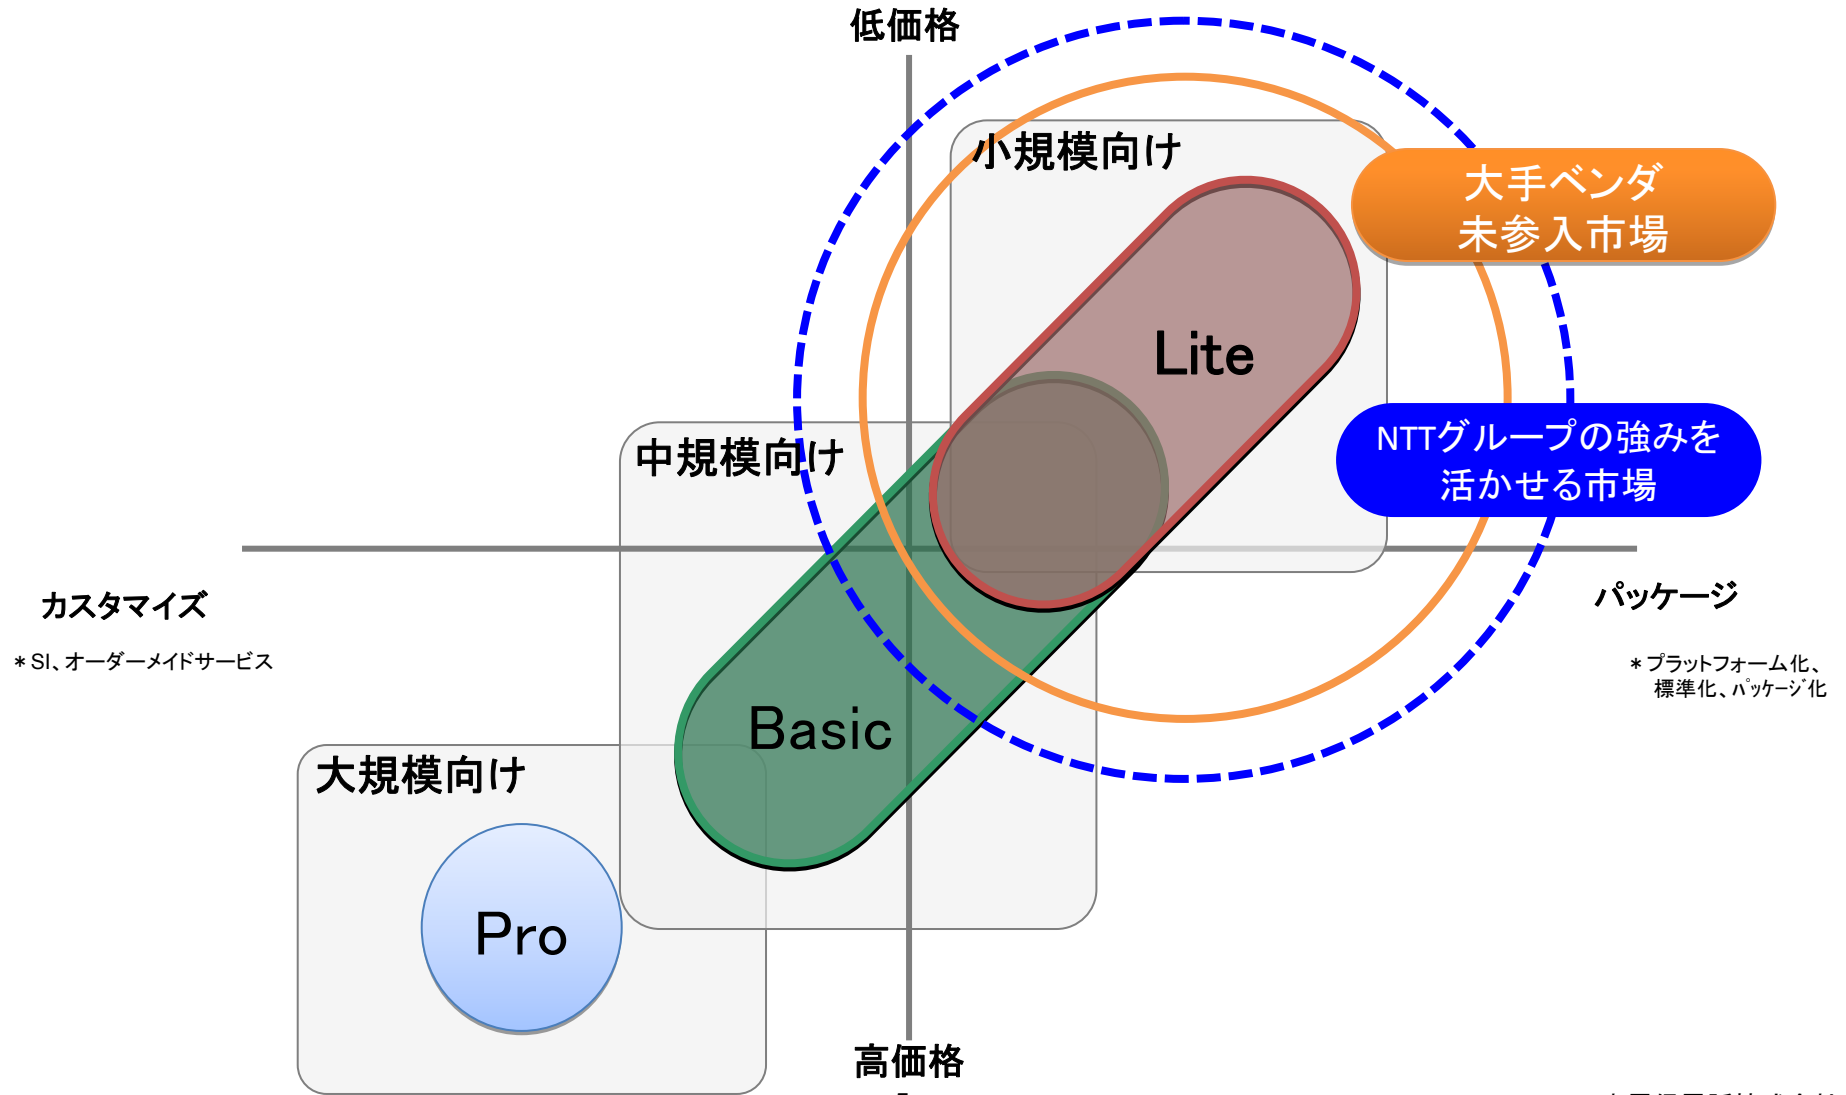 低価格
小規模向け
大手ベンダ
未参入市場
Lite
NTTグループの強みを
活かせる市場
中規模向け
カスタマイズ
パッケージ
*SI、オーダーメイドサービス
*プラットフォーム化、
標準化、ﾊﾟｯｹｰｼﾞ化
Basic
大規模向け
Pro
高価格